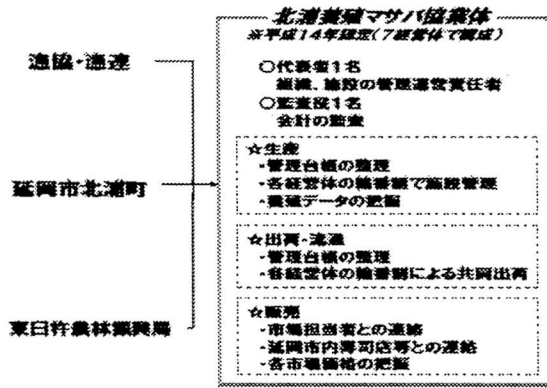 北浦養殖マサバ協業体
※平成14年認定(7経営体で構成)
漁協・漁連
延岡市北浦町
東臼杵農林振興局
○代表者1名
組織、施設の管理運営責任者
○監査役1名
会計の監査
☆生産
・管理台帳の整理
・各経営体の輪番制で施設管理
・養殖データの把握
☆出荷・流通
・管理台帳の整理
・各経営体の輪番制による共同出荷
☆販売
・市場担当者との連絡
・延岡市内寿司店等との連絡
・各市場価格の把握